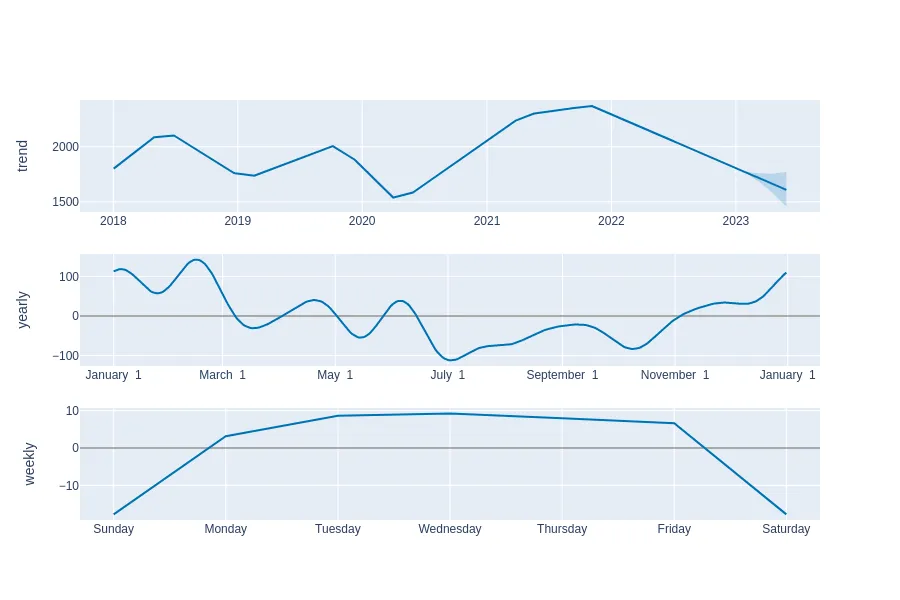 trend
2000
1500
2018 2019 2020 2021 2022 2023
yearly
100
0
−100
January 1 March 1 May 1 July 1 September 1 November 1 January 1
weekly
10
0
−10
Sunday Monday Tuesday Wednesday Thursday Friday Saturday